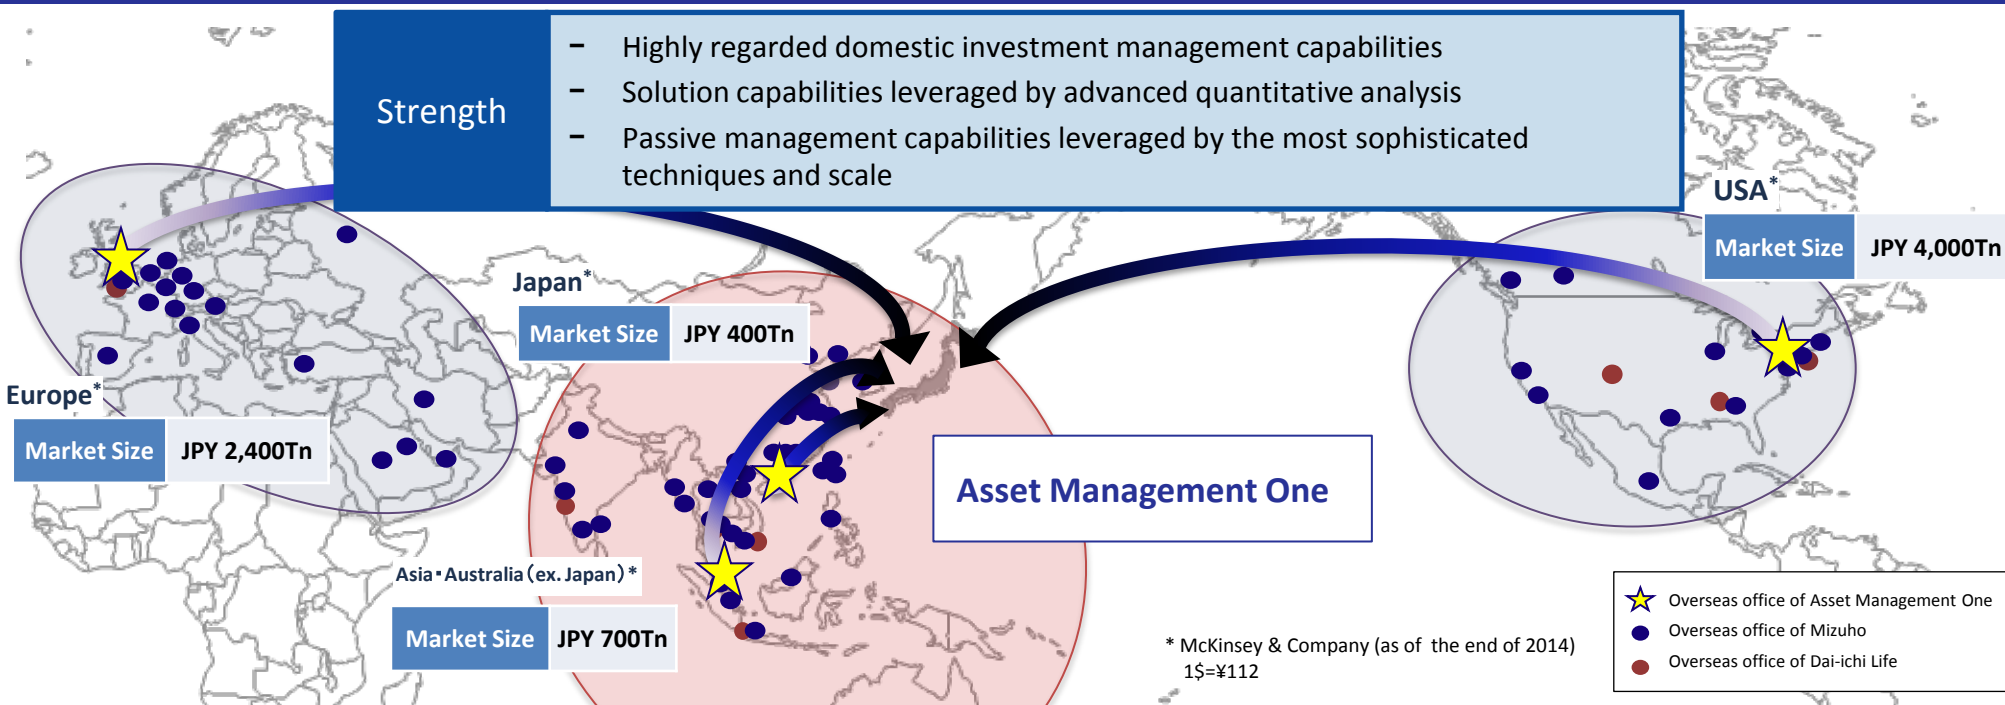 Strength
− Highly regarded domestic investment management capabilities
− Solution capabilities leveraged by advanced quantitative analysis
− Passive management capabilities leveraged by the most sophisticated
techniques and scale
USA*
Market Size JPY 4,000Tn
Japan*
Market Size JPY 400Tn
Europe*
Market Size JPY 2,400Tn
Asset Management One
Asia・Australia（ex. Japan）*
Market Size JPY 700Tn
* McKinsey & Company (as of the end of 2014)
1$=¥112
Overseas office of Asset Management One
Overseas office of Mizuho
Overseas office of Dai-ichi Life